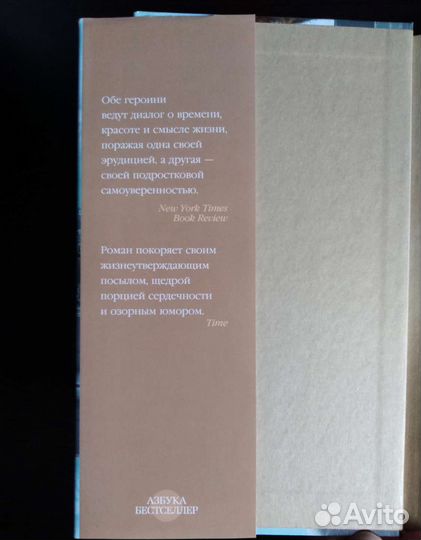 Обе героини
ведут диалог о времени,
красоте и смысле жизни,
поражая одна своей
эрудицией, а другая —
своей подростковой
самоуверенностью.
New York Times
Book Review
Роман покоряет своим
жизнеутверждающим
посылом, щедрой
порцией сердечности
и озорным юмором.
Time
АЗБУКА
БЕСТСЕЛЛЕР
Avito